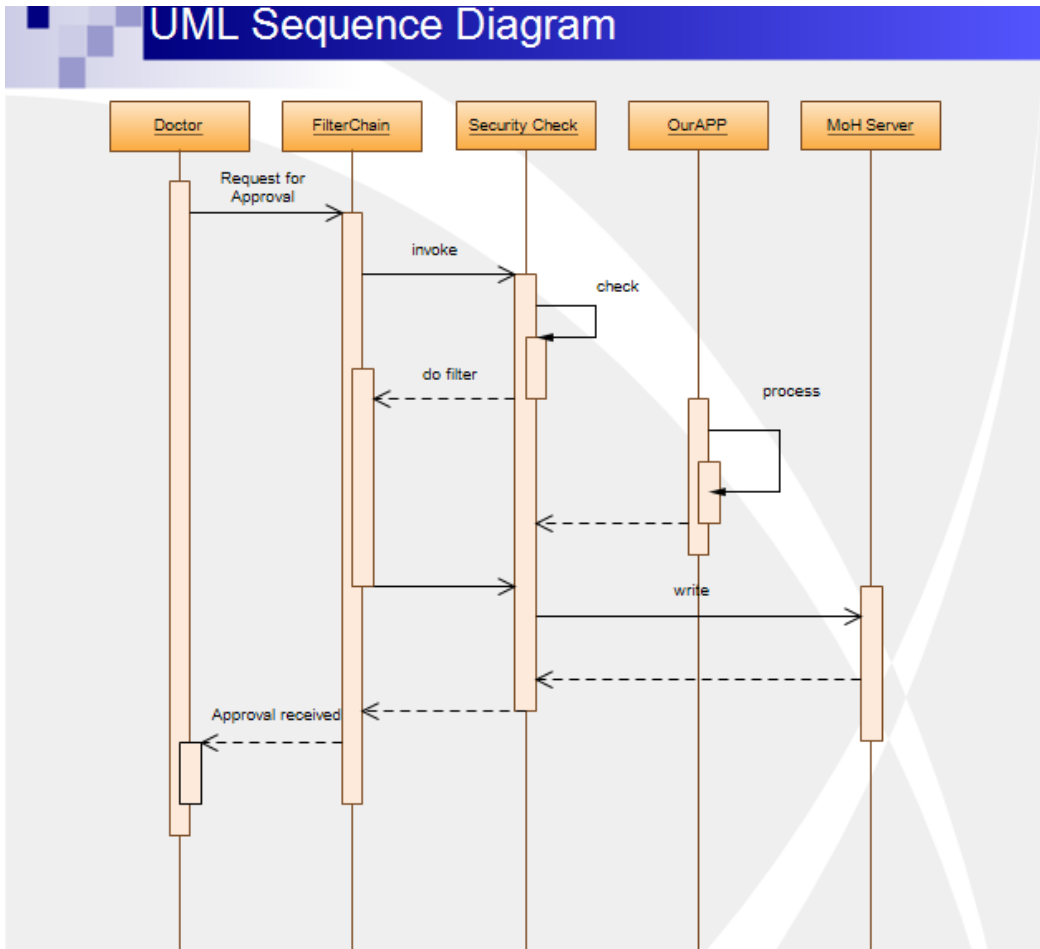 UML Sequence Diagram
Doctor
FilterChain
Security Check
OurAPP
MoH Server
Request for
Approval
invoke
check
do filter
process
write
Approval received